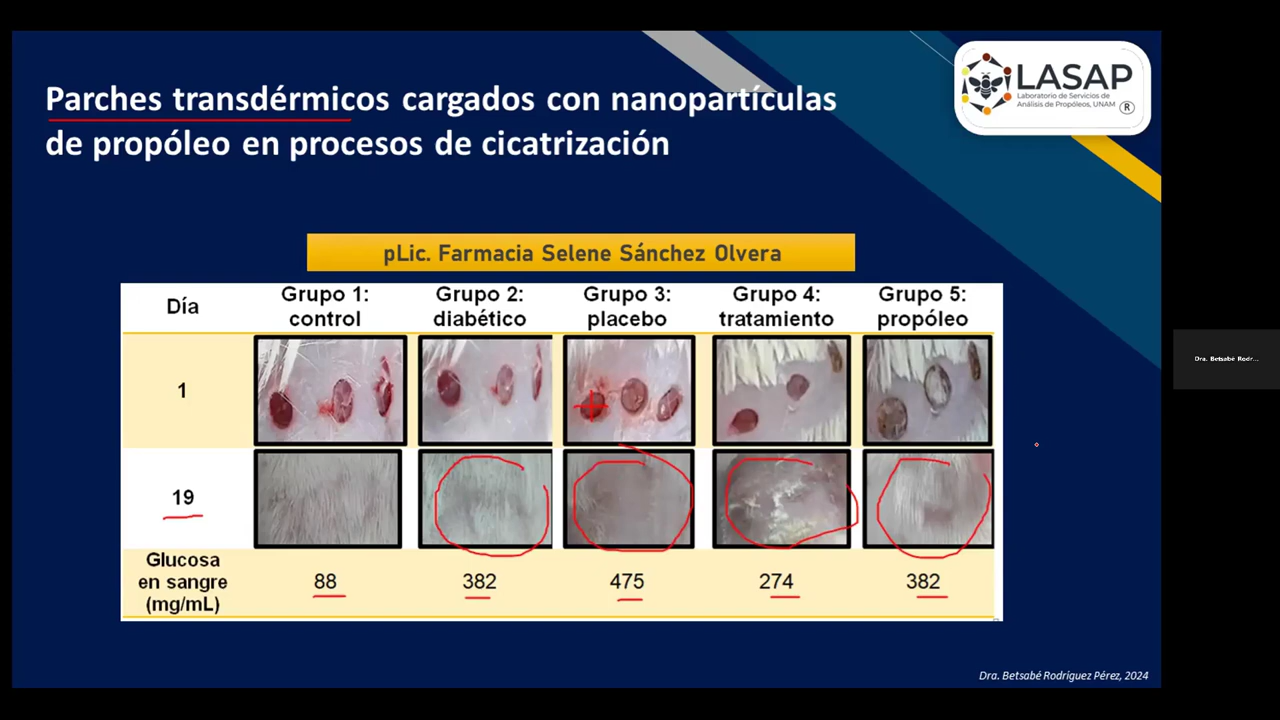 Parches transdérmicos cargados con nanopartículas
de propóleo en procesos de cicatrización
LASAP
Laboratorio de Servicios de
Análisis de Propóleos, UNAM
®
pLic. Farmacia Selene Sánchez Olvera
Día
Grupo 1:
control
Grupo 2:
diabético
Grupo 3:
placebo
Grupo 4:
tratamiento
Grupo 5:
propóleo
1
19
Glucosa
en sangre
(mg/mL)
88
382
475
274
382
Dra. Betsabé Rodr...
Dra. Betsabé Rodríguez Pérez, 2024